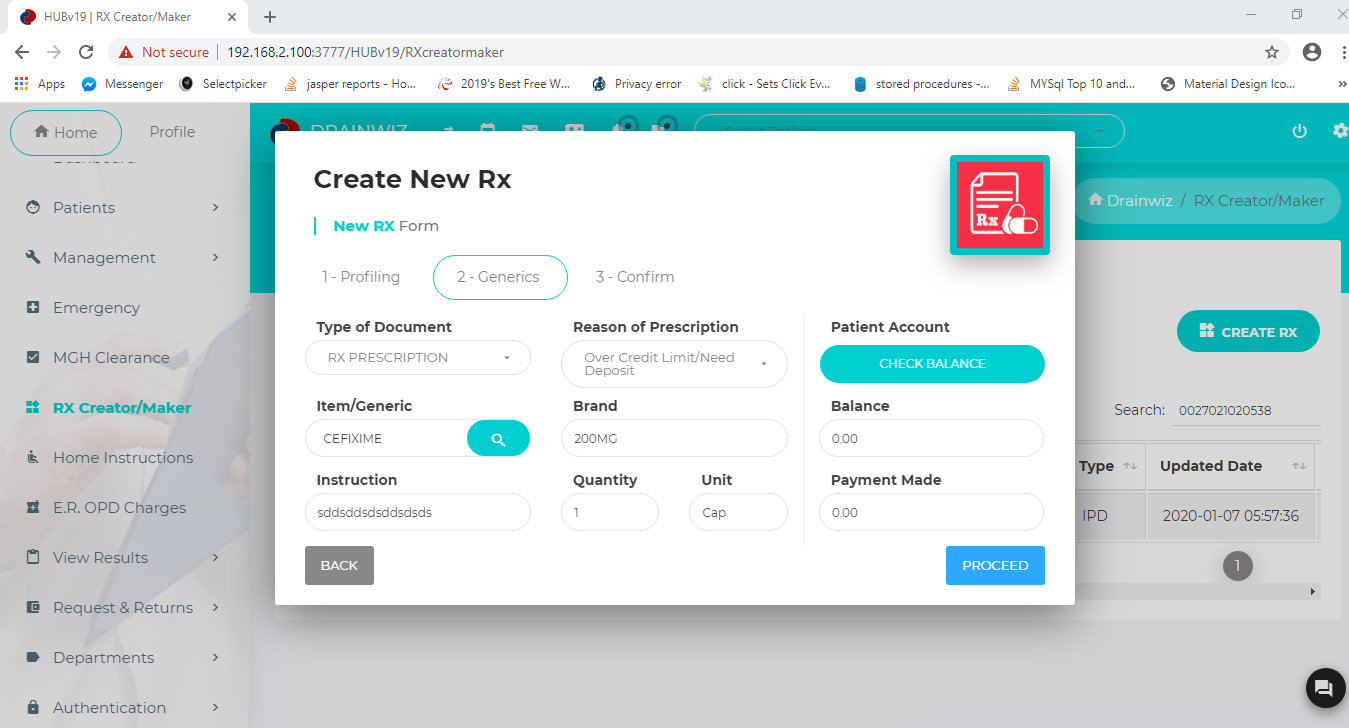 HUBv19 | RX Creator/Maker
Not secure | 192.168.2.100:3777/HUBv19/RXcreatormaker
Apps Messenger Selectpicker jasper reports - Ho... 2019's Best Free W... Privacy error click - Sets Click Ev... stored procedures -... MYSql Top 10 and... Material Design Ico... »
Home Profile
Dashboard
Patients
Management
Emergency
MGH Clearance
RX Creator/Maker
Home Instructions
E.R. OPD Charges
View Results
Request & Returns
Departments
Authentication
DRAINWIZ
Drainwiz / RX Creator/Maker
Create New Rx
Rx
New RX Form
1 - Profiling
2 - Generics
3 - Confirm
Type of Document
RX PRESCRIPTION
Reason of Prescription
Over Credit Limit/Need
Deposit
Patient Account
CHECK BALANCE
Item/Generic
CEFIXIME
Brand
200MG
Balance
0.00
Instruction
sddsddsdsddsdsds
Quantity
1
Unit
Cap
Payment Made
0.00
BACK
PROCEED
CREATE RX
Search: 0027021020538
Type Updated Date
IPD 2020-01-07 05:57:36
1